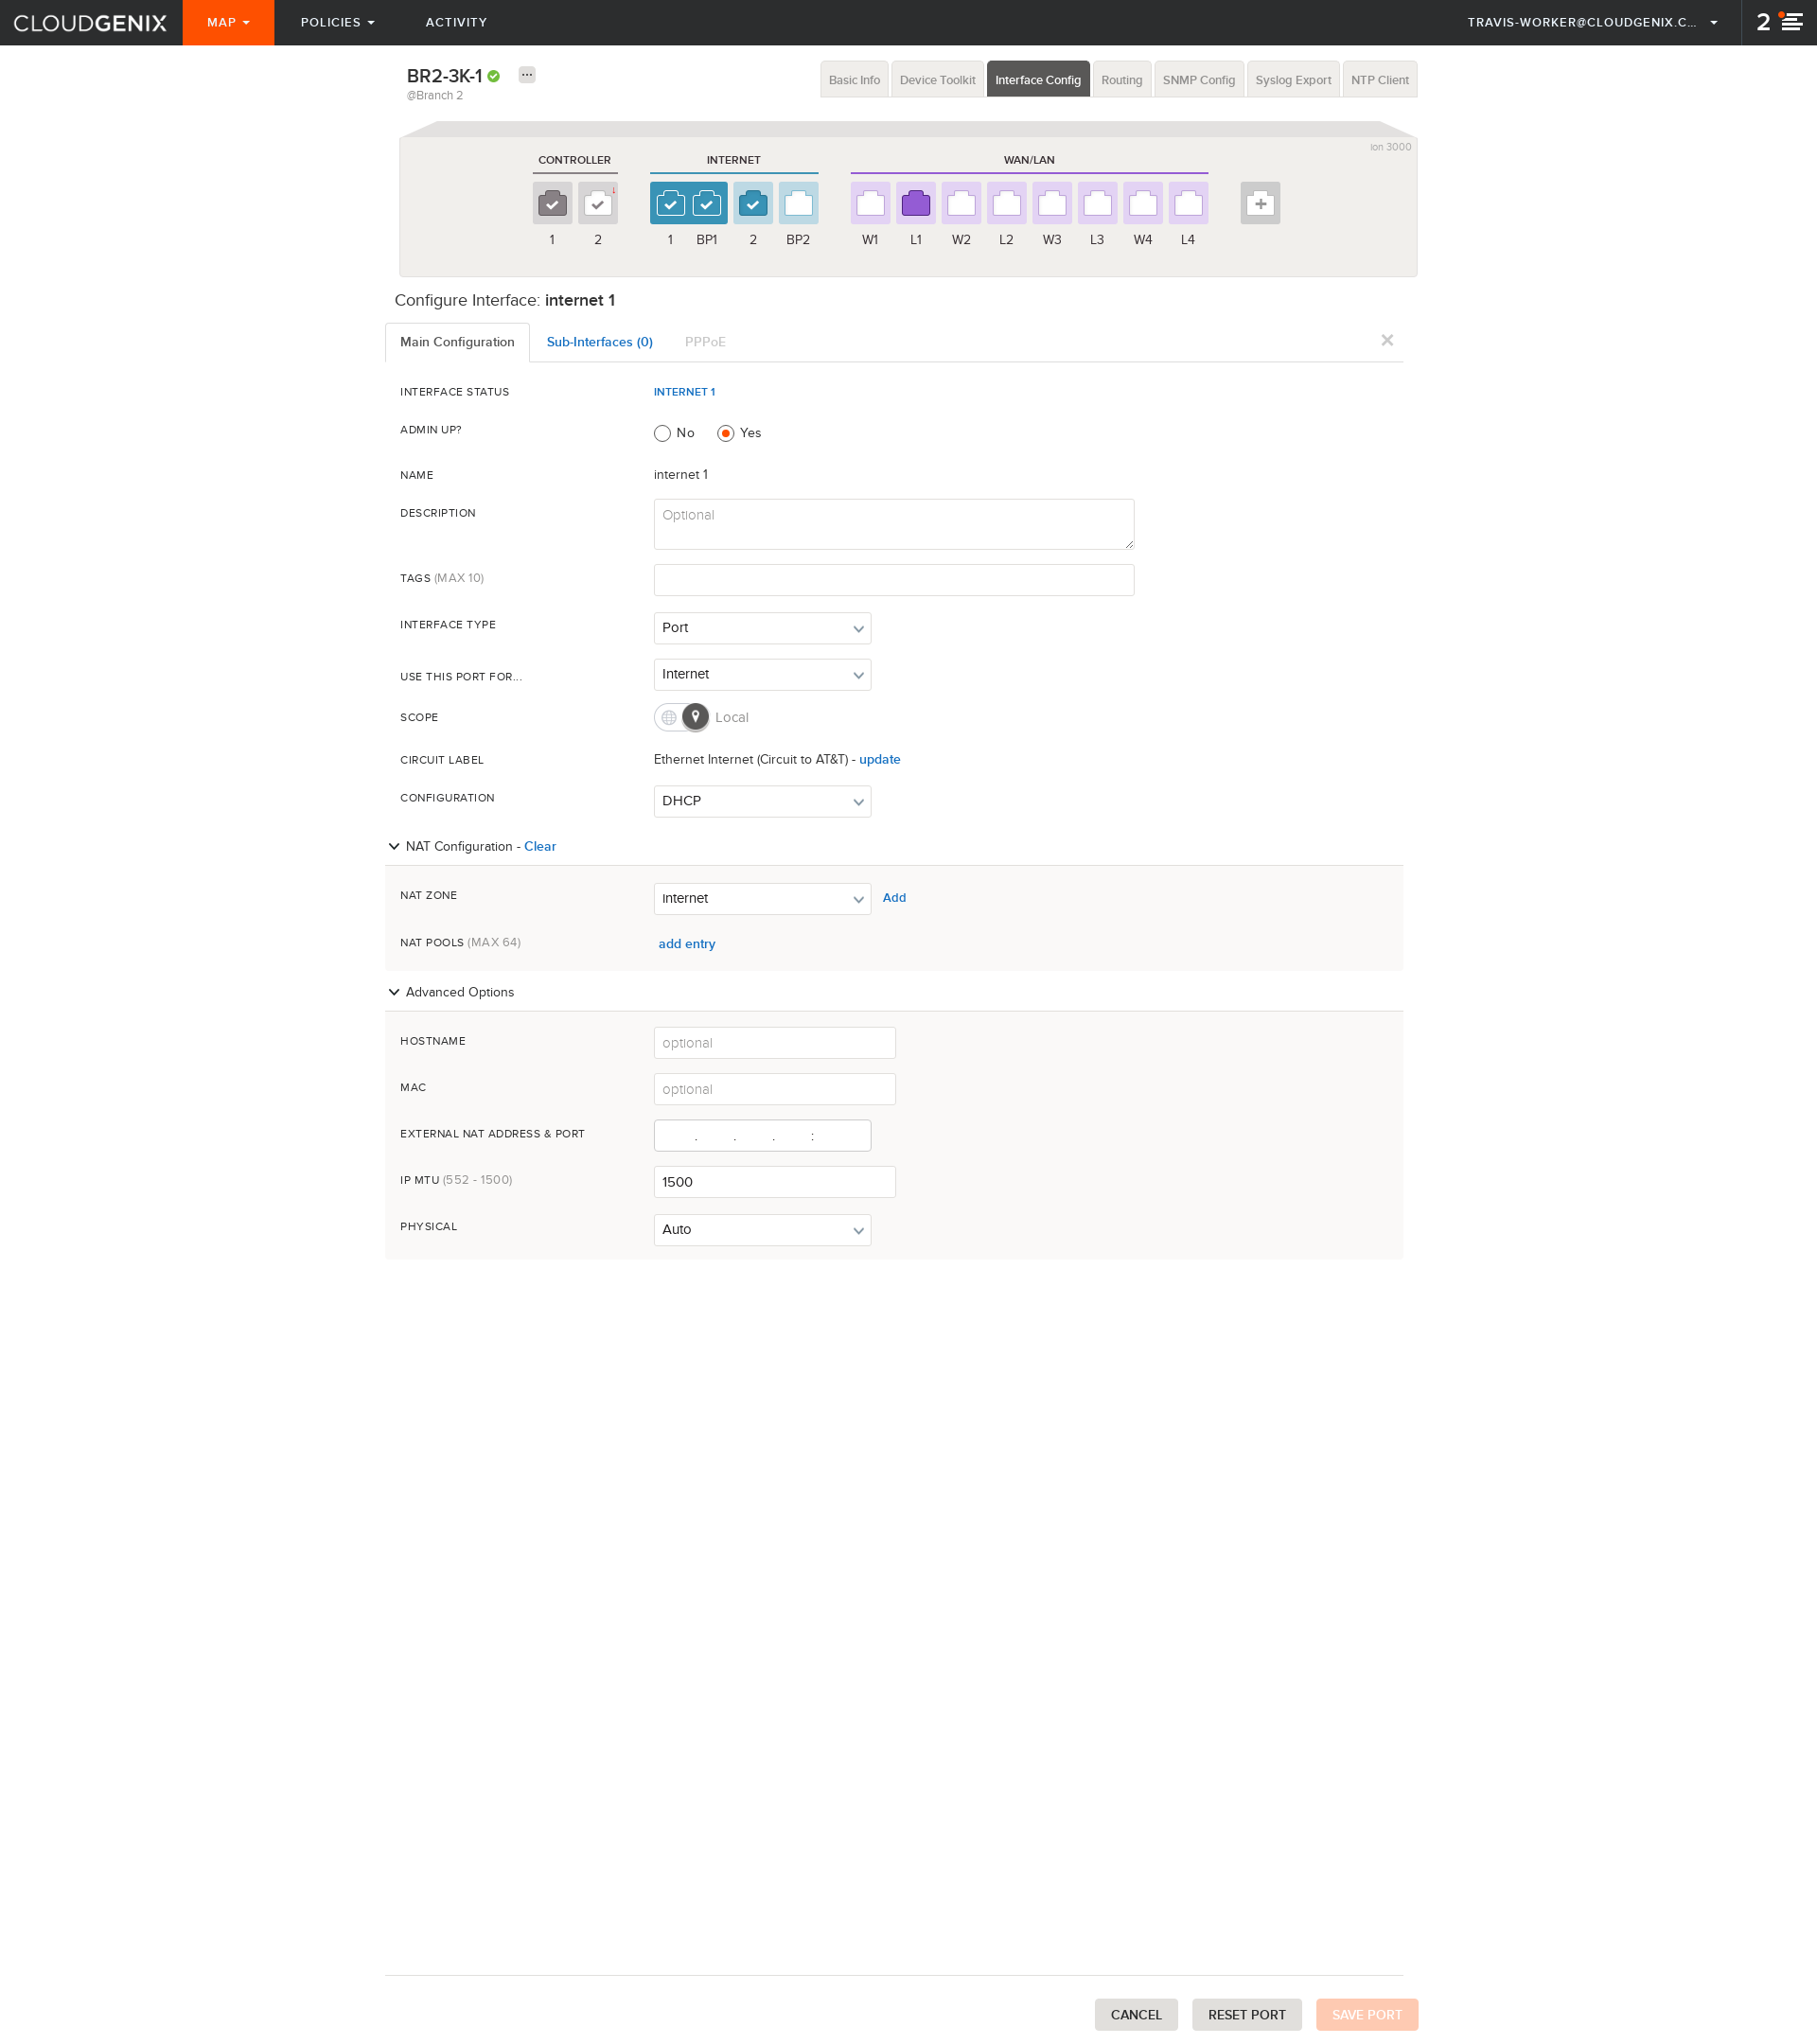 CLOUDGENIX MAP POLICIES ACTIVITY TRAVIS-WORKER@CLOUDGENIX.C... 2
BR2-3K-1
@Branch 2
Basic Info Device Toolkit Interface Config Routing SNMP Config Syslog Export NTP Client
ion 3000
CONTROLLER INTERNET WAN/LAN
1 2 1 BP1 2 BP2 W1 L1 W2 L2 W3 L3 W4 L4
Configure Interface: internet 1
Main Configuration Sub-Interfaces (0) PPPoE
INTERFACE STATUS INTERNET 1
ADMIN UP? No Yes
NAME internet 1
DESCRIPTION Optional
TAGS (MAX 10)
INTERFACE TYPE Port
USE THIS PORT FOR... Internet
SCOPE Local
CIRCUIT LABEL Ethernet Internet (Circuit to AT&T) - update
CONFIGURATION DHCP
NAT Configuration - Clear
NAT ZONE internet Add
NAT POOLS (MAX 64) add entry
Advanced Options
HOSTNAME optional
MAC optional
EXTERNAL NAT ADDRESS & PORT . . . :
IP MTU (552 - 1500) 1500
PHYSICAL Auto
CANCEL RESET PORT SAVE PORT